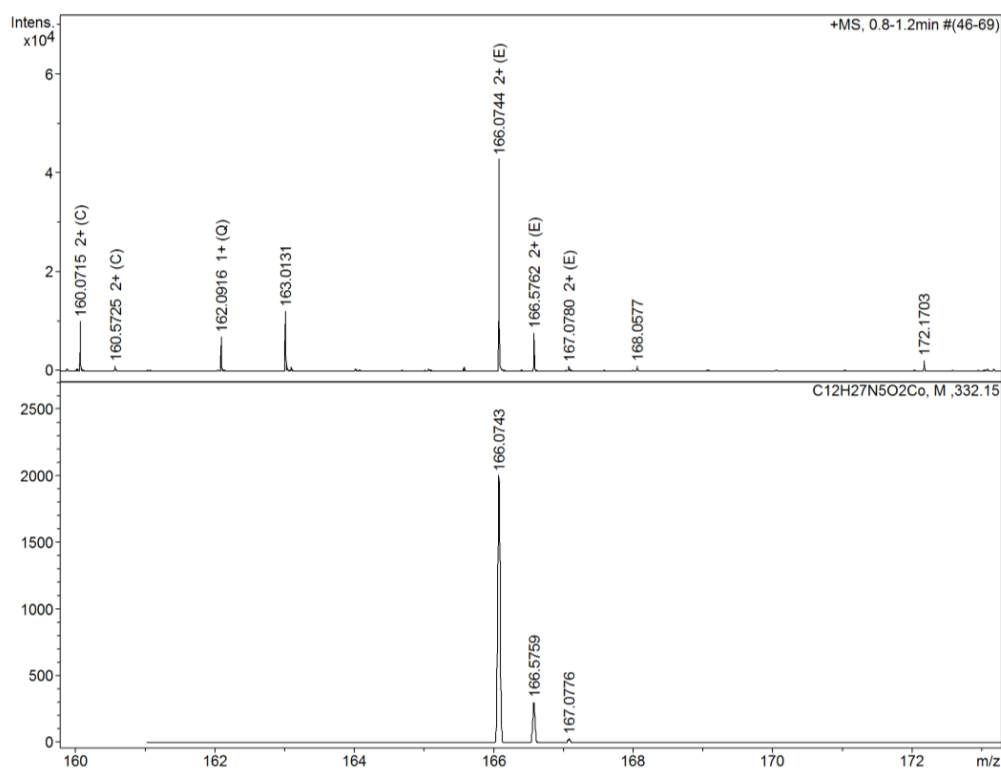 Intens.
x10⁴
+MS, 0.8-1.2min #(46-69)
6
4
2
0
160.0715 2+ (C)
160.5725 2+ (C)
162.0916 1+ (Q)
163.0131
166.0744 2+ (E)
166.5762 2+ (E)
167.0780 2+ (E)
168.0577
172.1703
C12H27N5O2Co, M ,332.15
2500
2000
1500
1000
500
0
166.0743
166.5759
167.0776
160 162 164 166 168 170 172 m/z